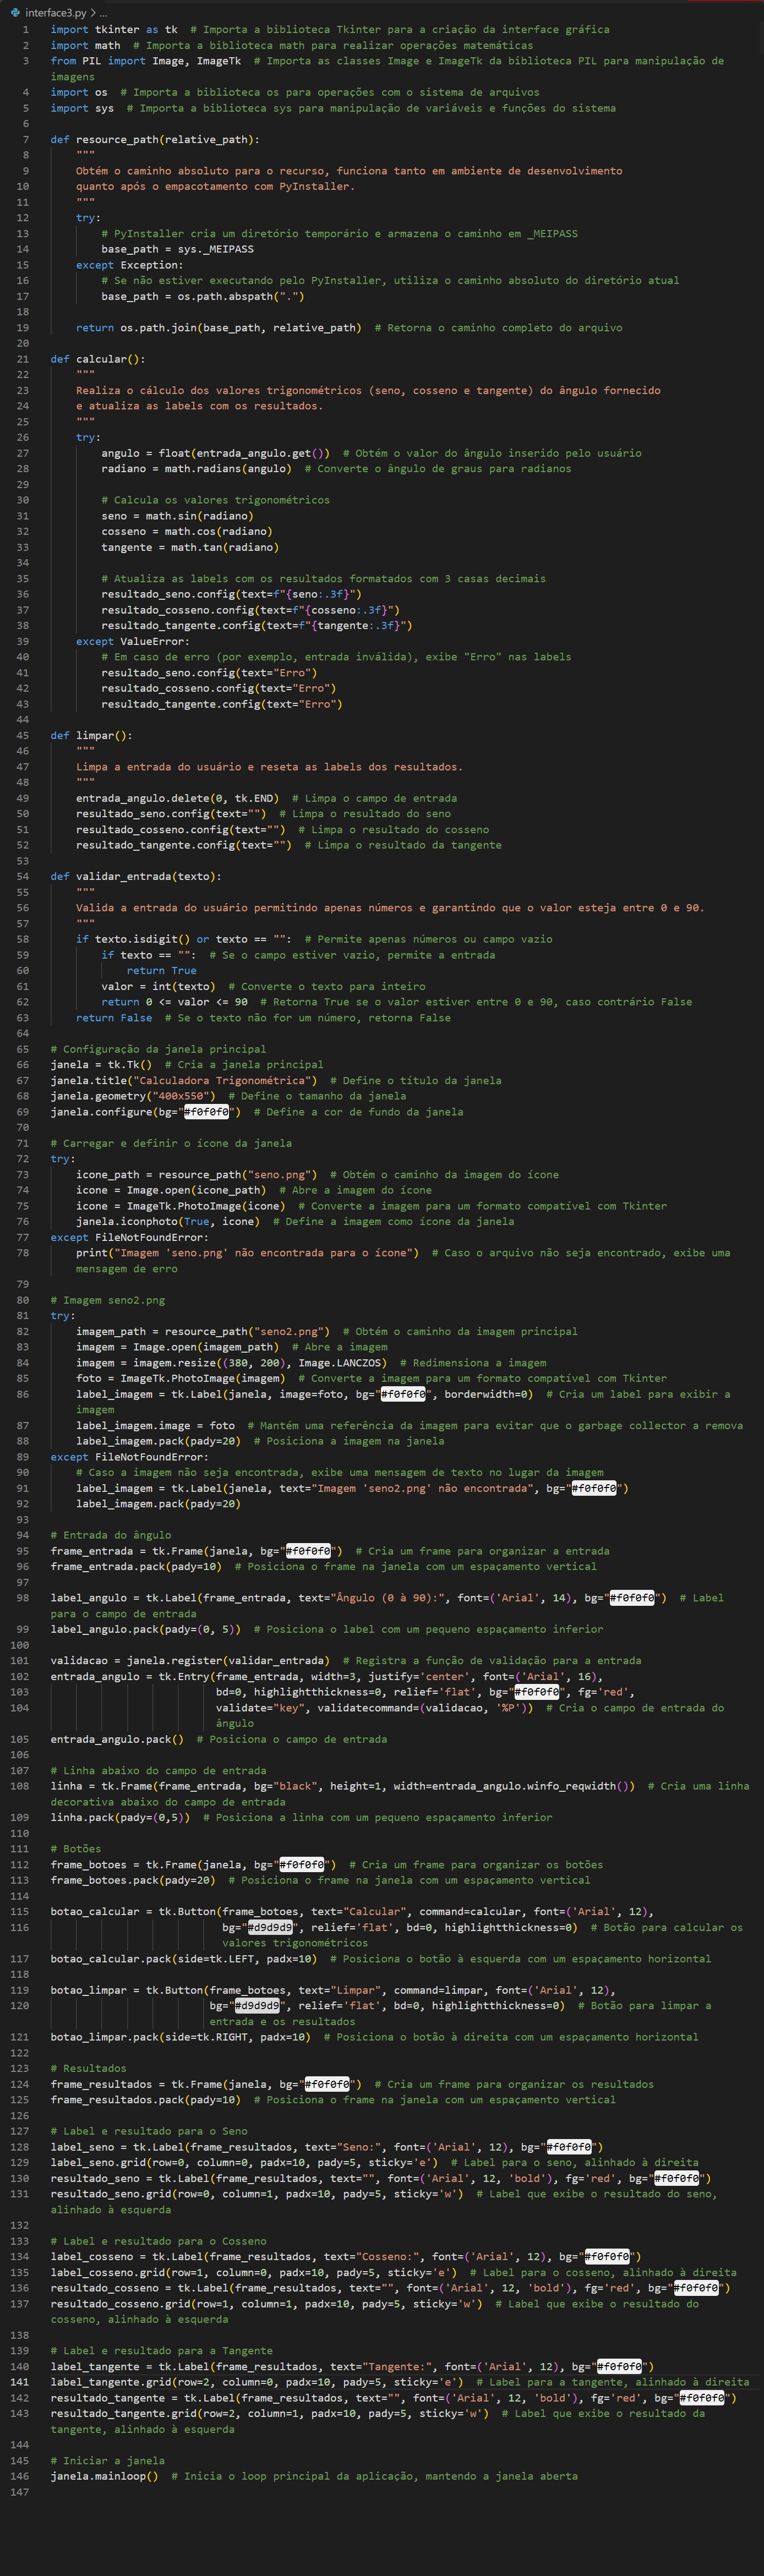 interface3.py > ...
1 import tkinter as tk  # Importa a biblioteca Tkinter para a criação da interface gráfica
2 import math  # Importa a biblioteca math para realizar operações matemáticas
3 from PIL import Image, ImageTk  # Importa as classes Image e ImageTk da biblioteca PIL para manipulação de
imagens
4 import os  # Importa a biblioteca os para operações com o sistema de arquivos
5 import sys  # Importa a biblioteca sys para manipulação de variáveis e funções do sistema
6
7 def resource_path(relative_path):
8     """
9     Obtém o caminho absoluto para o recurso, funciona tanto em ambiente de desenvolvimento
10     quanto após o empacotamento com PyInstaller.
11     """
12     try:
13         # PyInstaller cria um diretório temporário e armazena o caminho em _MEIPASS
14         base_path = sys._MEIPASS
15     except Exception:
16         # Se não estiver executando pelo PyInstaller, utiliza o caminho absoluto do diretório atual
17         base_path = os.path.abspath(".")
18
19     return os.path.join(base_path, relative_path)  # Retorna o caminho completo do arquivo
20
21 def calcular():
22     """
23     Realiza o cálculo dos valores trigonométricos (seno, cosseno e tangente) do ângulo fornecido
24     e atualiza as labels com os resultados.
25     """
26     try:
27         angulo = float(entrada_angulo.get())  # Obtém o valor do ângulo inserido pelo usuário
28         radiano = math.radians(angulo)  # Converte o ângulo de graus para radianos
29
30         # Calcula os valores trigonométricos
31         seno = math.sin(radiano)
32         cosseno = math.cos(radiano)
33         tangente = math.tan(radiano)
34
35         # Atualiza as labels com os resultados formatados com 3 casas decimais
36         resultado_seno.config(text=f"{seno:.3f}")
37         resultado_cosseno.config(text=f"{cosseno:.3f}")
38         resultado_tangente.config(text=f"{tangente:.3f}")
39     except ValueError:
40         # Em caso de erro (por exemplo, entrada inválida), exibe "Erro" nas labels
41         resultado_seno.config(text="Erro")
42         resultado_cosseno.config(text="Erro")
43         resultado_tangente.config(text="Erro")
44
45 def limpar():
46     """
47     Limpa a entrada do usuário e reseta as labels dos resultados.
48     """
49     entrada_angulo.delete(0, tk.END)  # Limpa o campo de entrada
50     resultado_seno.config(text="")  # Limpa o resultado do seno
51     resultado_cosseno.config(text="")  # Limpa o resultado do cosseno
52     resultado_tangente.config(text="")  # Limpa o resultado da tangente
53
54 def validar_entrada(texto):
55     """
56     Valida a entrada do usuário permitindo apenas números e garantindo que o valor esteja entre 0 e 90.
57     """
58     if texto.isdigit() or texto == "":  # Permite apenas números ou campo vazio
59         if texto == "":  # Se o campo estiver vazio, permite a entrada
60             return True
61         valor = int(texto)  # Converte o texto para inteiro
62         return 0 <= valor <= 90  # Retorna True se o valor estiver entre 0 e 90, caso contrário False
63     return False  # Se o texto não for um número, retorna False
64
65 # Configuração da janela principal
66 janela = tk.Tk()  # Cria a janela principal
67 janela.title("Calculadora Trigonométrica")  # Define o título da janela
68 janela.geometry("400x550")  # Define o tamanho da janela
69 janela.configure(bg="#f0f0f0")  # Define a cor de fundo da janela
70
71 # Carregar e definir o ícone da janela
72 try:
73     icone_path = resource_path("seno.png")  # Obtém o caminho da imagem do ícone
74     icone = Image.open(icone_path)  # Abre a imagem do ícone
75     icone = ImageTk.PhotoImage(icone)  # Converte a imagem para um formato compatível com Tkinter
76     janela.iconphoto(True, icone)  # Define a imagem como ícone da janela
77 except FileNotFoundError:
78     print("Imagem 'seno.png' não encontrada para o ícone")  # Caso o arquivo não seja encontrado, exibe uma
mensagem de erro
79
80 # Imagem seno2.png
81 try:
82     imagem_path = resource_path("seno2.png")  # Obtém o caminho da imagem principal
83     imagem = Image.open(imagem_path)  # Abre a imagem
84     imagem = imagem.resize((380, 200), Image.LANCZOS)  # Redimensiona a imagem
85     foto = ImageTk.PhotoImage(imagem)  # Converte a imagem para um formato compatível com Tkinter
86     label_imagem = tk.Label(janela, image=foto, bg="#f0f0f0", borderwidth=0)  # Cria um label para exibir a
imagem
87     label_imagem.image = foto  # Mantém uma referência da imagem para evitar que o garbage collector a remova
88     label_imagem.pack(pady=20)  # Posiciona a imagem na janela
89 except FileNotFoundError:
90     # Caso a imagem não seja encontrada, exibe uma mensagem de texto no lugar da imagem
91     label_imagem = tk.Label(janela, text="Imagem 'seno2.png' não encontrada", bg="#f0f0f0")
92     label_imagem.pack(pady=20)
93
94 # Entrada do ângulo
95 frame_entrada = tk.Frame(janela, bg="#f0f0f0")  # Cria um frame para organizar a entrada
96 frame_entrada.pack(pady=10)  # Posiciona o frame na janela com um espaçamento vertical
97
98 label_angulo = tk.Label(frame_entrada, text="Ângulo (0 à 90):", font=('Arial', 14), bg="#f0f0f0")  # Label
para o campo de entrada
99 label_angulo.pack(pady=(0, 5))  # Posiciona o label com um pequeno espaçamento inferior
100
101 validacao = janela.register(validar_entrada)  # Registra a função de validação para a entrada
102 entrada_angulo = tk.Entry(frame_entrada, width=3, justify='center', font=('Arial', 16),
103                           bd=0, highlightthickness=0, relief='flat', bg="#f0f0f0", fg='red',
104                           validate="key", validatecommand=(validacao, '%P'))  # Cria o campo de entrada do
ângulo
105 entrada_angulo.pack()  # Posiciona o campo de entrada
106
107 # Linha abaixo do campo de entrada
108 linha = tk.Frame(frame_entrada, bg="black", height=1, width=entrada_angulo.winfo_reqwidth())  # Cria uma linha
decorativa abaixo do campo de entrada
109 linha.pack(pady=(0,5))  # Posiciona a linha com um pequeno espaçamento inferior
110
111 # Botões
112 frame_botoes = tk.Frame(janela, bg="#f0f0f0")  # Cria um frame para organizar os botões
113 frame_botoes.pack(pady=20)  # Posiciona o frame na janela com um espaçamento vertical
114
115 botao_calcular = tk.Button(frame_botoes, text="Calcular", command=calcular, font=('Arial', 12),
116                            bg="#d9d9d9", relief='flat', bd=0, highlightthickness=0)  # Botão para calcular os
valores trigonométricos
117 botao_calcular.pack(side=tk.LEFT, padx=10)  # Posiciona o botão à esquerda com um espaçamento horizontal
118
119 botao_limpar = tk.Button(frame_botoes, text="Limpar", command=limpar, font=('Arial', 12),
120                          bg="#d9d9d9", relief='flat', bd=0, highlightthickness=0)  # Botão para limpar a
entrada e os resultados
121 botao_limpar.pack(side=tk.RIGHT, padx=10)  # Posiciona o botão à direita com um espaçamento horizontal
122
123 # Resultados
124 frame_resultados = tk.Frame(janela, bg="#f0f0f0")  # Cria um frame para organizar os resultados
125 frame_resultados.pack(pady=10)  # Posiciona o frame na janela com um espaçamento vertical
126
127 # Label e resultado para o Seno
128 label_seno = tk.Label(frame_resultados, text="Seno:", font=('Arial', 12), bg="#f0f0f0")
129 label_seno.grid(row=0, column=0, padx=10, pady=5, sticky='e')  # Label para o seno, alinhado à direita
130 resultado_seno = tk.Label(frame_resultados, text="", font=('Arial', 12, 'bold'), fg='red', bg="#f0f0f0")
131 resultado_seno.grid(row=0, column=1, padx=10, pady=5, sticky='w')  # Label que exibe o resultado do seno,
alinhado à esquerda
132
133 # Label e resultado para o Cosseno
134 label_cosseno = tk.Label(frame_resultados, text="Cosseno:", font=('Arial', 12), bg="#f0f0f0")
135 label_cosseno.grid(row=1, column=0, padx=10, pady=5, sticky='e')  # Label para o cosseno, alinhado à direita
136 resultado_cosseno = tk.Label(frame_resultados, text="", font=('Arial', 12, 'bold'), fg='red', bg="#f0f0f0")
137 resultado_cosseno.grid(row=1, column=1, padx=10, pady=5, sticky='w')  # Label que exibe o resultado do
cosseno, alinhado à esquerda
138
139 # Label e resultado para a Tangente
140 label_tangente = tk.Label(frame_resultados, text="Tangente:", font=('Arial', 12), bg="#f0f0f0")
141 label_tangente.grid(row=2, column=0, padx=10, pady=5, sticky='e')  # Label para a tangente, alinhado à direita
142 resultado_tangente = tk.Label(frame_resultados, text="", font=('Arial', 12, 'bold'), fg='red', bg="#f0f0f0")
143 resultado_tangente.grid(row=2, column=1, padx=10, pady=5, sticky='w')  # Label que exibe o resultado da
tangente, alinhado à esquerda
144
145 # Iniciar a janela
146 janela.mainloop()  # Inicia o loop principal da aplicação, mantendo a janela aberta
147